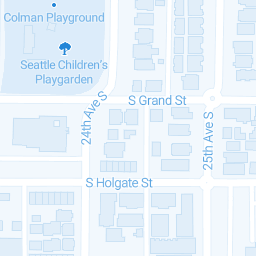 Colman Playground
Seattle Children's
Playgarden
S Grand St
24th Ave S
25th Ave S
S Holgate St